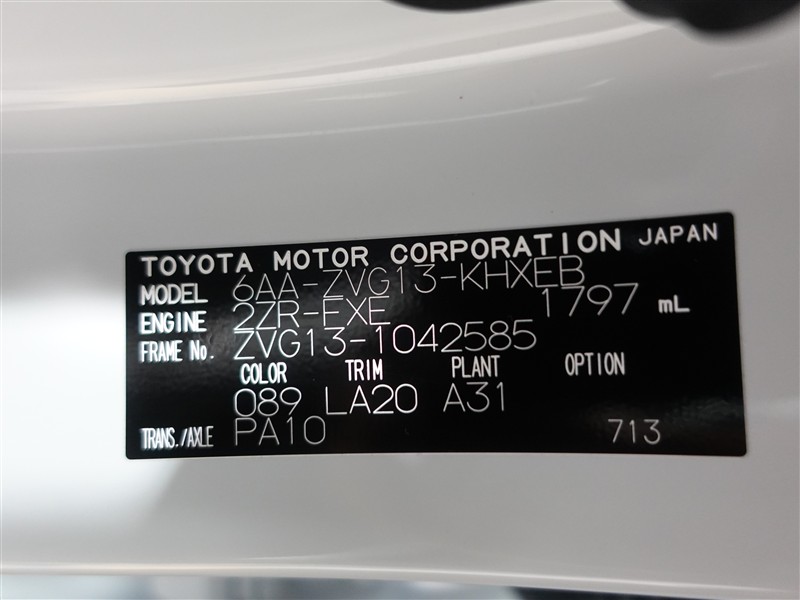 TOYOTA MOTOR CORPORATION JAPAN
MODEL 6AA-ZVG13-KHXEB
ENGINE 2ZR-FXE 1797 mL
FRAME No. ZVG13-1042585
COLOR TRIM PLANT OPTION
089 LA20 A31
TRANS./AXLE PA10 713